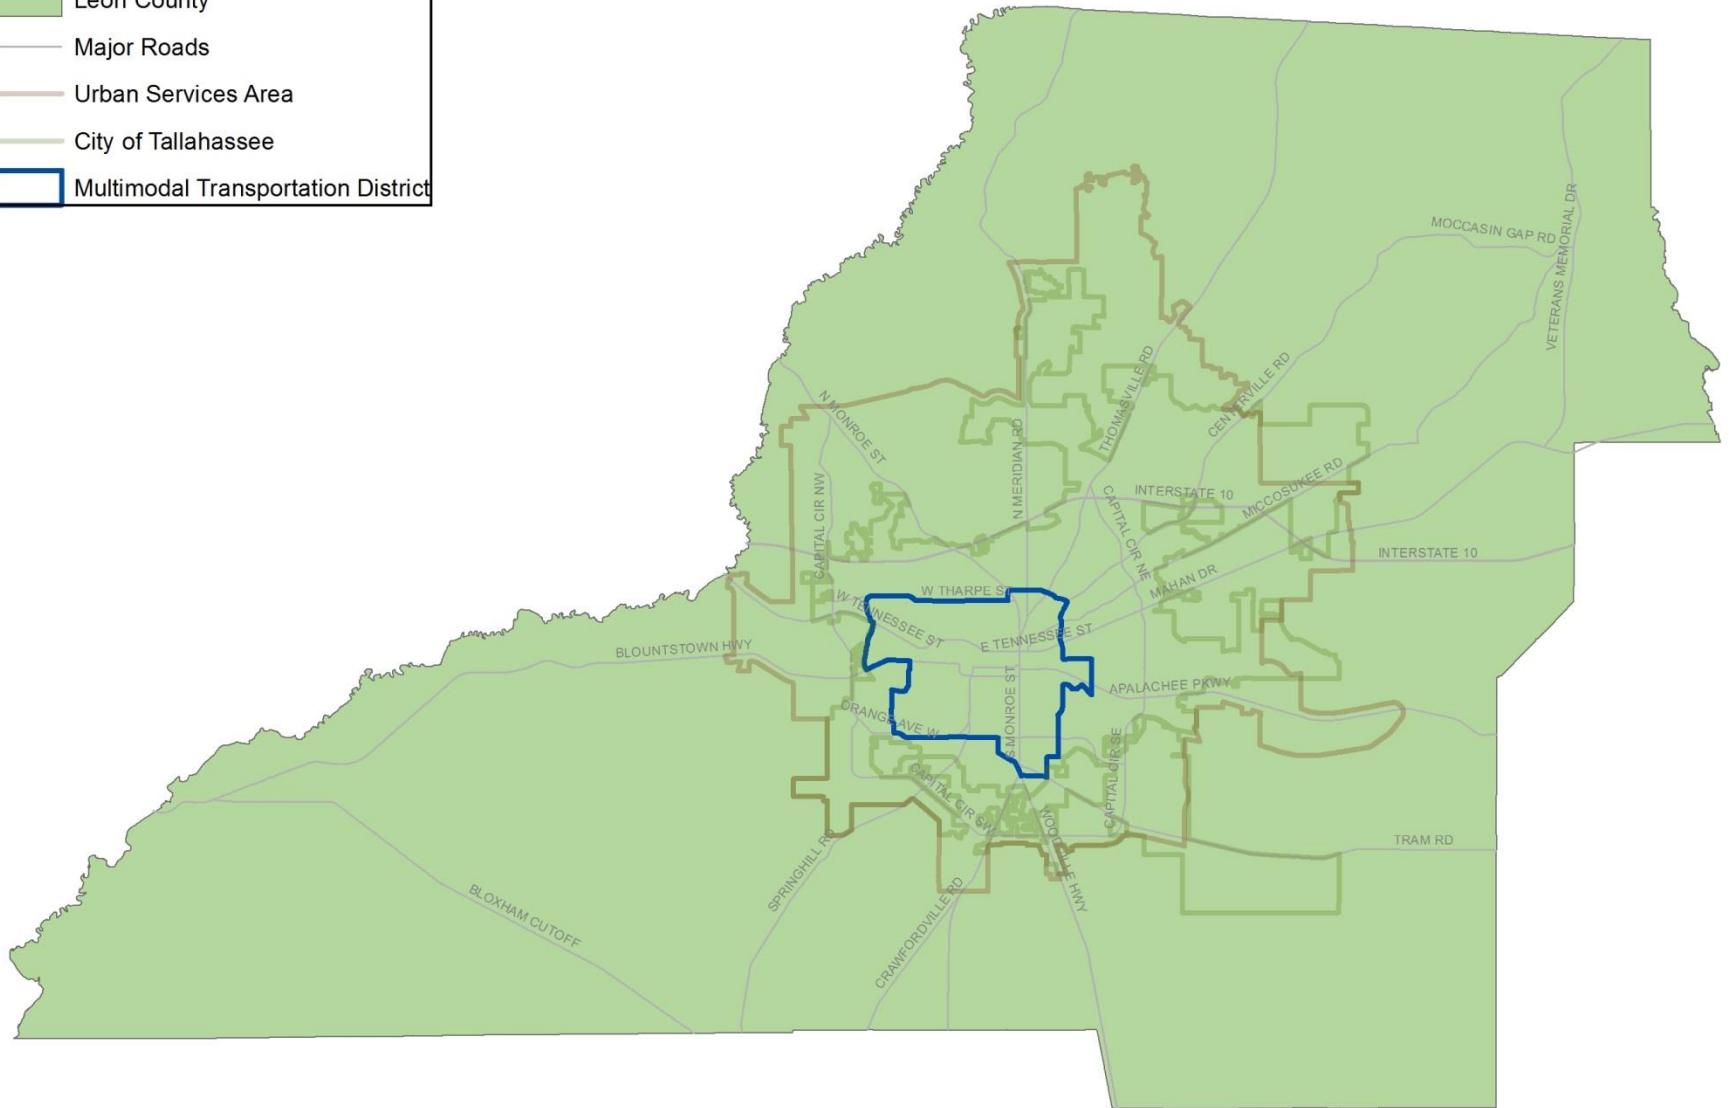 Leon County
Major Roads
Urban Services Area
City of Tallahassee
Multimodal Transportation District
MOCCASIN GAP RD
VETERANS MEMORIAL DR
THOMASVILLE RD
CENTERVILLE RD
N MONROE ST
N MERIDIAN RD
CAPITAL CIR NW
INTERSTATE 10
MICCOSUKEE RD
CAPITAL CIR NE
INTERSTATE 10
MAHAN DR
W THARPE S
W TENNESSEE ST
E TENNESSEE ST
BLOUNTSTOWN HWY
APALACHEE PKWY
S MONROE ST
ORANGE AVE W
CAPITAL CIR SE
CAPITAL CIR SW
WOODVILLE HWY
TRAM RD
SPRINGHILL RD
CRAWFORDVILLE RD
BLOXHAM CUTOFF